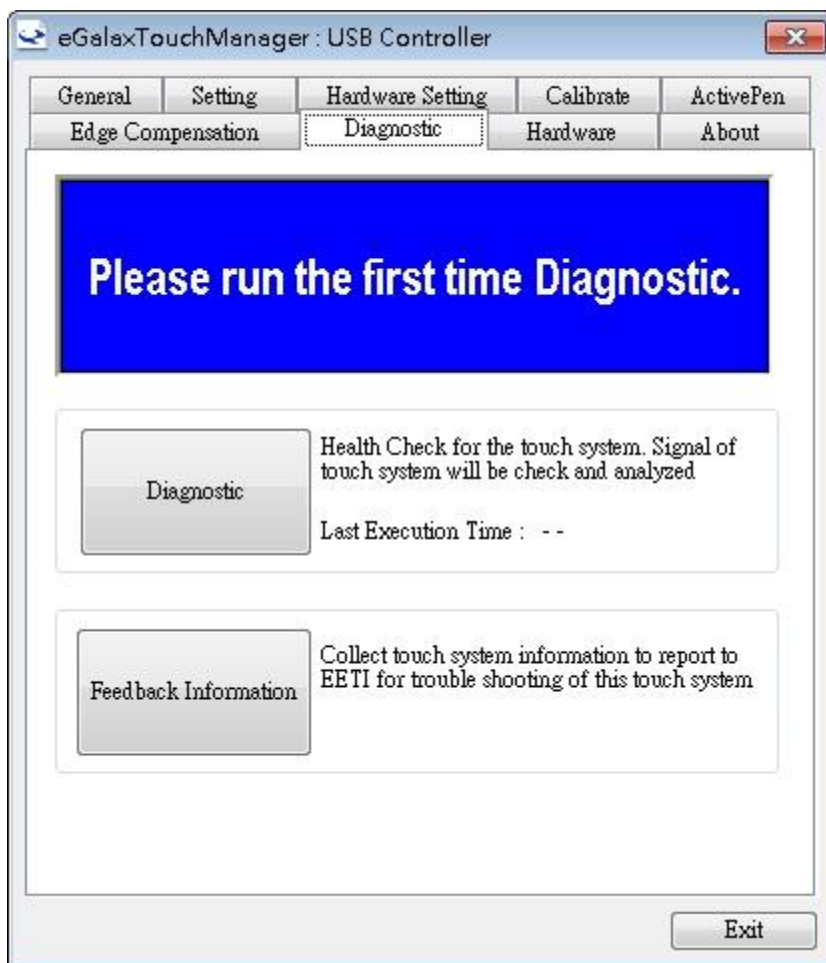 eGalaxTouchManager : USB Controller
General
Setting
Hardware Setting
Calibrate
ActivePen
Edge Compensation
Diagnostic
Hardware
About
Please run the first time Diagnostic.
Diagnostic
Health Check for the touch system. Signal of
touch system will be check and analyzed
Last Execution Time : - -
Feedback Information
Collect touch system information to report to
EETI for trouble shooting of this touch system
Exit